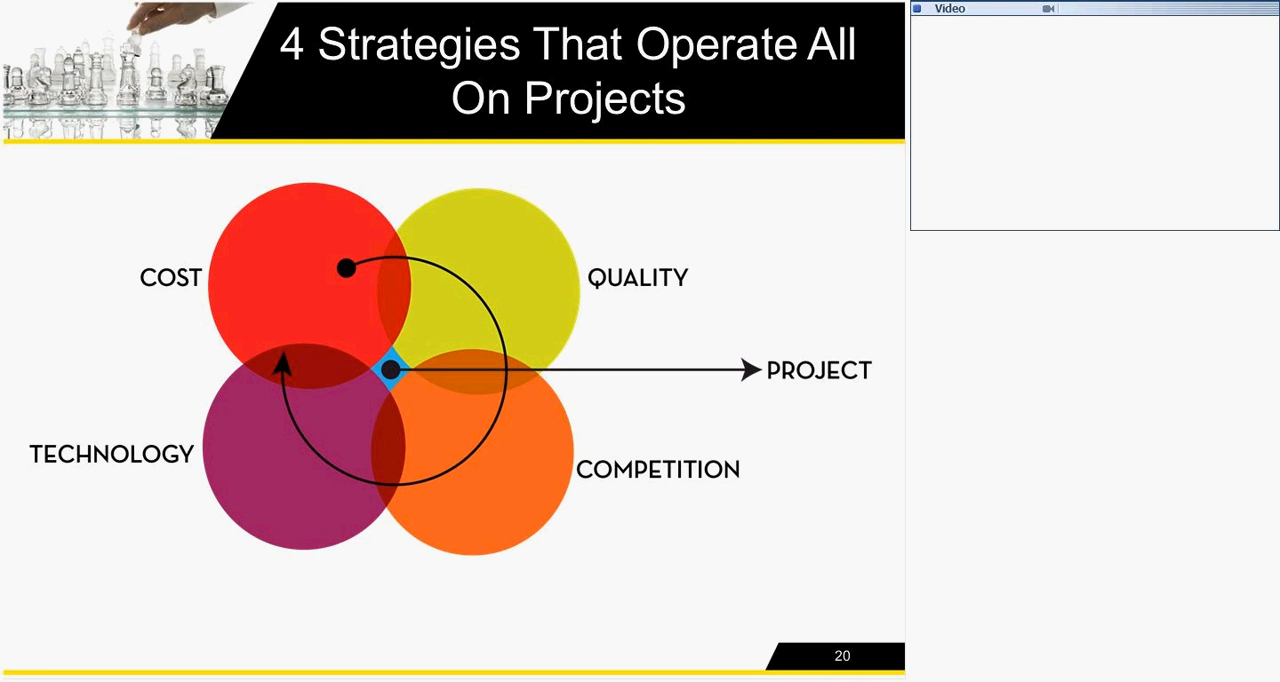 4 Strategies That Operate All
On Projects
Video
COST
QUALITY
PROJECT
TECHNOLOGY
COMPETITION
20